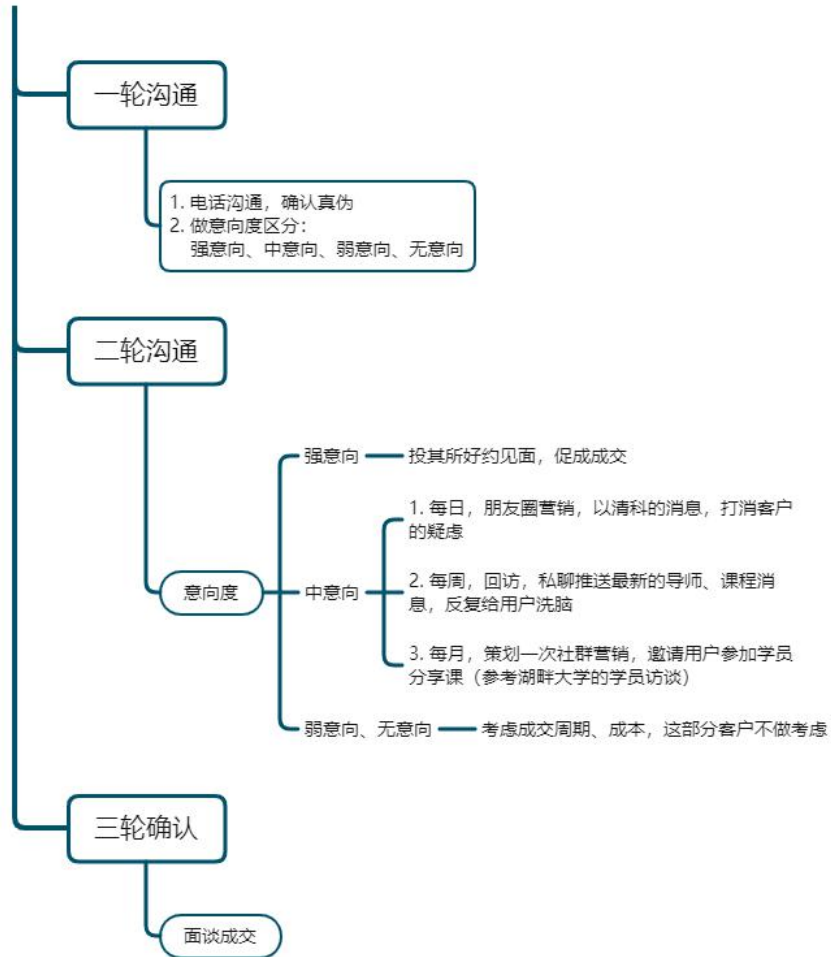 一轮沟通
1. 电话沟通，确认真伪
2. 做意向度区分：
强意向、中意向、弱意向、无意向
二轮沟通
意向度
强意向
投其所好约见面，促成成交
中意向
1. 每日，朋友圈营销，以清科的消息，打消客户
的疑虑
2. 每周，回访，私聊推送最新的导师、课程消
息，反复给用户洗脑
3. 每月，策划一次社群营销，邀请用户参加学员
分享课（参考湖畔大学的学员访谈）
弱意向、无意向
考虑成交周期、成本，这部分客户不做考虑
三轮确认
面谈成交